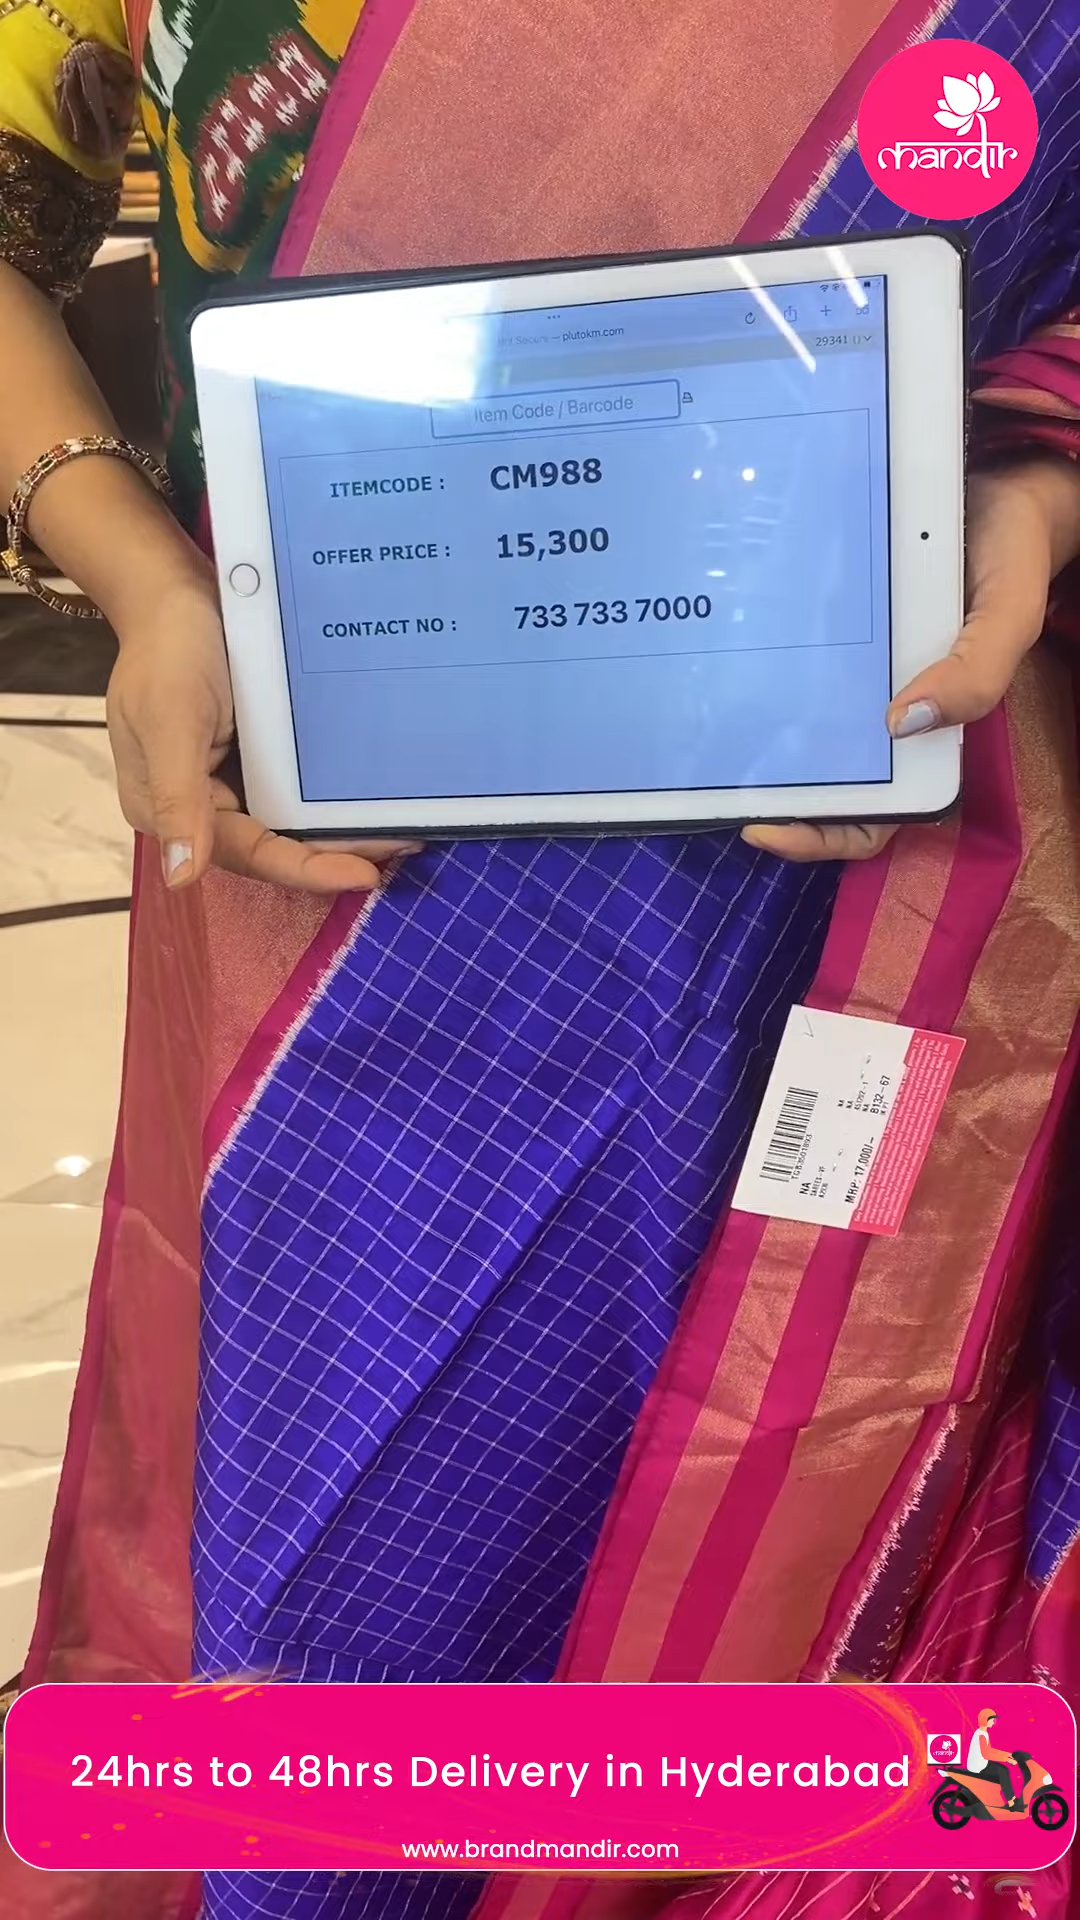 mandir
plutokm.com
29341 ()
Item Code / Barcode
ITEMCODE : CM988
OFFER PRICE : 15,300
CONTACT NO : 733 733 7000
NA
MRP: 17,000/-
B132-67
24hrs to 48hrs Delivery in Hyderabad
www.brandmandir.com